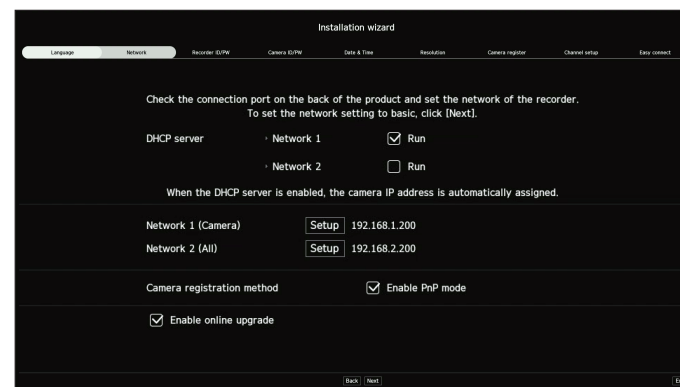 Installation wizard
Language Network Recorder ID/PW Camera ID/PW Date & Time Resolution Camera register Channel setup Easy connect
Check the connection port on the back of the product and set the network of the recorder.
To set the network setting to basic, click [Next].
DHCP server Network 1 Run
Network 2 Run
When the DHCP server is enabled, the camera IP address is automatically assigned.
Network 1 (Camera) Setup 192.168.1.200
Network 2 (All) Setup 192.168.2.200
Camera registration method Enable PnP mode
Enable online upgrade
Back Next